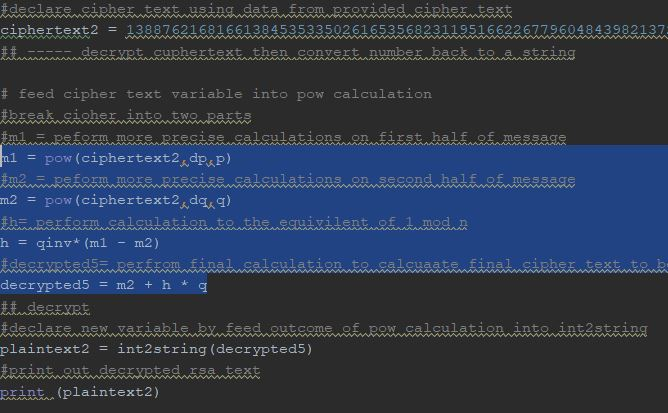 #declare cipher text using data from provided cipher text
ciphertext2 = 13887621681661384535335026165356823119516622677960484398213
## ----- decrypt cuphertext then convert number back to a string
# feed cipher text variable into pow calculation
#break cioher into two parts
#m1 = peform more precise calculations on first half of message
m1 = pow(ciphertext2,dp,p)
#m2 = peform more precise calculations on second half of message
m2 = pow(ciphertext2,dq,q)
#h= perform calculation to the equivilent of 1 mod n
h = qinv*(m1 - m2)
#decrypted5= perfrom final calculation to calcuaate final cipher text to be
decrypted5 = m2 + h * q
## decrypt
#declare new variable by feed outcome of pow calculation into int2string
plaintext2 = int2string(decrypted5)
#print out decrypted rsa text
print (plaintext2)